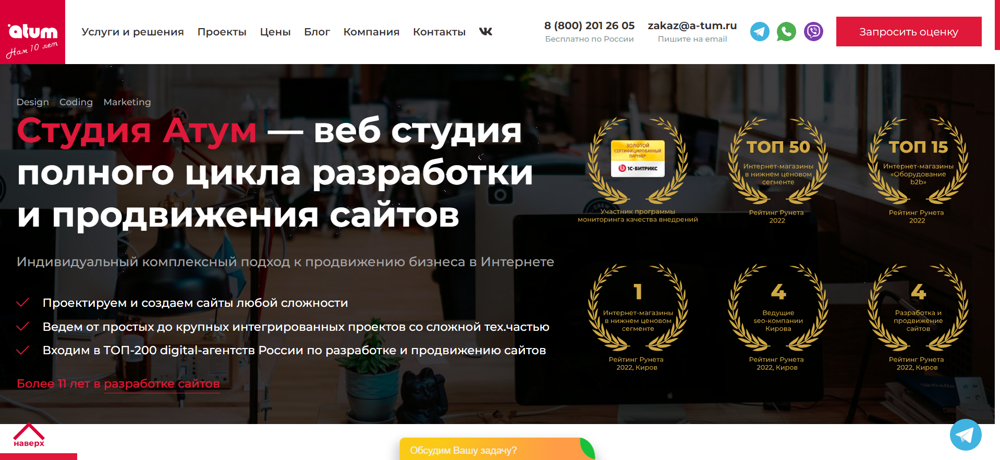 atum
Нам 10 лет
Услуги и решения
Проекты
Цены
Блог
Компания
Контакты
8 (800) 201 26 05
Бесплатно по России
zakaz@a-tum.ru
Пишите на email
Запросить оценку
Design
Coding
Marketing
Студия Атум — веб студия
полного цикла разработки
и продвижения сайтов
Индивидуальный комплексный подход к продвижению бизнеса в Интернете
Проектируем и создаем сайты любой сложности
Ведем от простых до крупных интегрированных проектов со сложной тех.частью
Входим в ТОП-200 digital-агентств России по разработке и продвижению сайтов
Более 11 лет в разработке сайтов
ЗОЛОТОЙ
СЕРТИФИЦИРОВАННЫЙ
ПАРТНЕР
1С-БИТРИКС
Участник программы
мониторинга качества внедрений
ТОП 50
Интернет-магазины
в нижнем ценовом
сегменте
Рейтинг Рунета
2022
ТОП 15
Интернет-магазины
«Оборудование
b2b»
Рейтинг Рунета
2022
1
Интернет-магазины
в нижнем ценовом
сегменте
Рейтинг Рунета
2022, Киров
4
Ведущие
seo-компании
Кирова
Рейтинг Рунета
2022, Киров
4
Разработка и
продвижение
сайтов
Рейтинг Рунета
2022, Киров
наверх
Обсудим Вашу задачу?